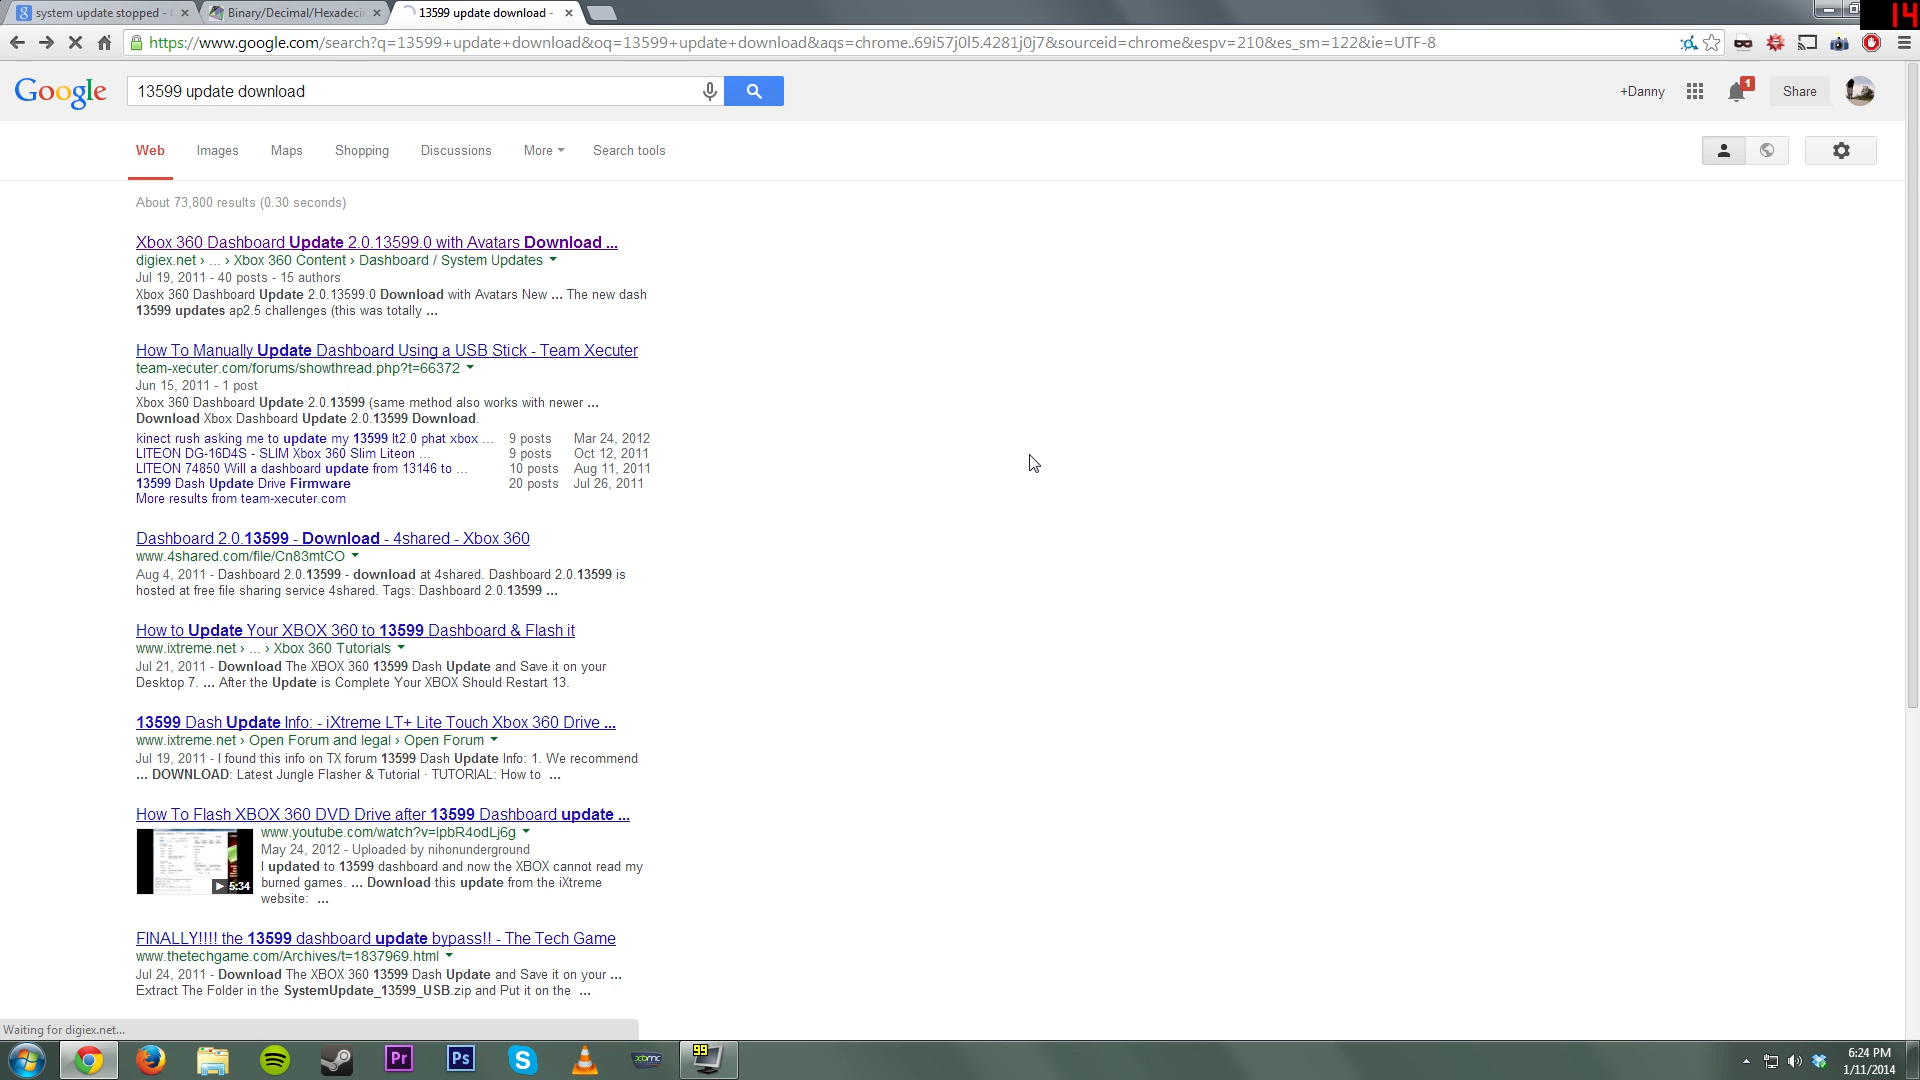 system update stopped -
Binary/Decimal/Hexadeci
13599 update download -
14
https://www.google.com/search?q=13599+update+download&oq=13599+update+download&aqs=chrome..69i57j0l5.4281j0j7&sourceid=chrome&espv=210&es_sm=122&ie=UTF-8
Google
13599 update download
+Danny
1
Share
Web
Images
Maps
Shopping
Discussions
More
Search tools
About 73,800 results (0.30 seconds)
Xbox 360 Dashboard Update 2.0.13599.0 with Avatars Download ...
digiex.net › ... › Xbox 360 Content › Dashboard / System Updates
Jul 19, 2011 - 40 posts - 15 authors
Xbox 360 Dashboard Update 2.0.13599.0 Download with Avatars New ... The new dash
13599 updates ap2.5 challenges (this was totally ...
How To Manually Update Dashboard Using a USB Stick - Team Xecuter
team-xecuter.com/forums/showthread.php?t=66372
Jun 15, 2011 - 1 post
Xbox 360 Dashboard Update 2.0.13599 (same method also works with newer ...
Download Xbox Dashboard Update 2.0.13599 Download.
kinect rush asking me to update my 13599 lt2.0 phat xbox ... 9 posts Mar 24, 2012
LITEON DG-16D4S - SLIM Xbox 360 Slim Liteon ... 9 posts Oct 12, 2011
LITEON 74850 Will a dashboard update from 13146 to ... 10 posts Aug 11, 2011
13599 Dash Update Drive Firmware 20 posts Jul 26, 2011
More results from team-xecuter.com
Dashboard 2.0.13599 - Download - 4shared - Xbox 360
www.4shared.com/file/Cn83mtCO
Aug 4, 2011 - Dashboard 2.0.13599 - download at 4shared. Dashboard 2.0.13599 is
hosted at free file sharing service 4shared. Tags: Dashboard 2.0.13599 ...
How to Update Your XBOX 360 to 13599 Dashboard & Flash it
www.ixtreme.net › ... › Xbox 360 Tutorials
Jul 21, 2011 - Download The XBOX 360 13599 Dash Update and Save it on your
Desktop 7. ... After the Update is Complete Your XBOX Should Restart 13.
13599 Dash Update Info: - iXtreme LT+ Lite Touch Xbox 360 Drive ...
www.ixtreme.net › Open Forum and legal › Open Forum
Jul 19, 2011 - I found this info on TX forum 13599 Dash Update Info: 1. We recommend
... DOWNLOAD: Latest Jungle Flasher & Tutorial · TUTORIAL: How to ...
How To Flash XBOX 360 DVD Drive after 13599 Dashboard update ...
www.youtube.com/watch?v=lpbR4odLj6g
May 24, 2012 - Uploaded by nihonunderground
I updated to 13599 dashboard and now the XBOX cannot read my
burned games. ... Download this update from the iXtreme
website: ...
5:34
FINALLY!!!! the 13599 dashboard update bypass!! - The Tech Game
www.thetechgame.com/Archives/t=1837969.html
Jul 24, 2011 - Download The XBOX 360 13599 Dash Update and Save it on your ...
Extract The Folder in the SystemUpdate_13599_USB.zip and Put it on the ...
Waiting for digiex.net...
Pr
Ps
S
xbmc
99
6:24 PM
1/11/2014